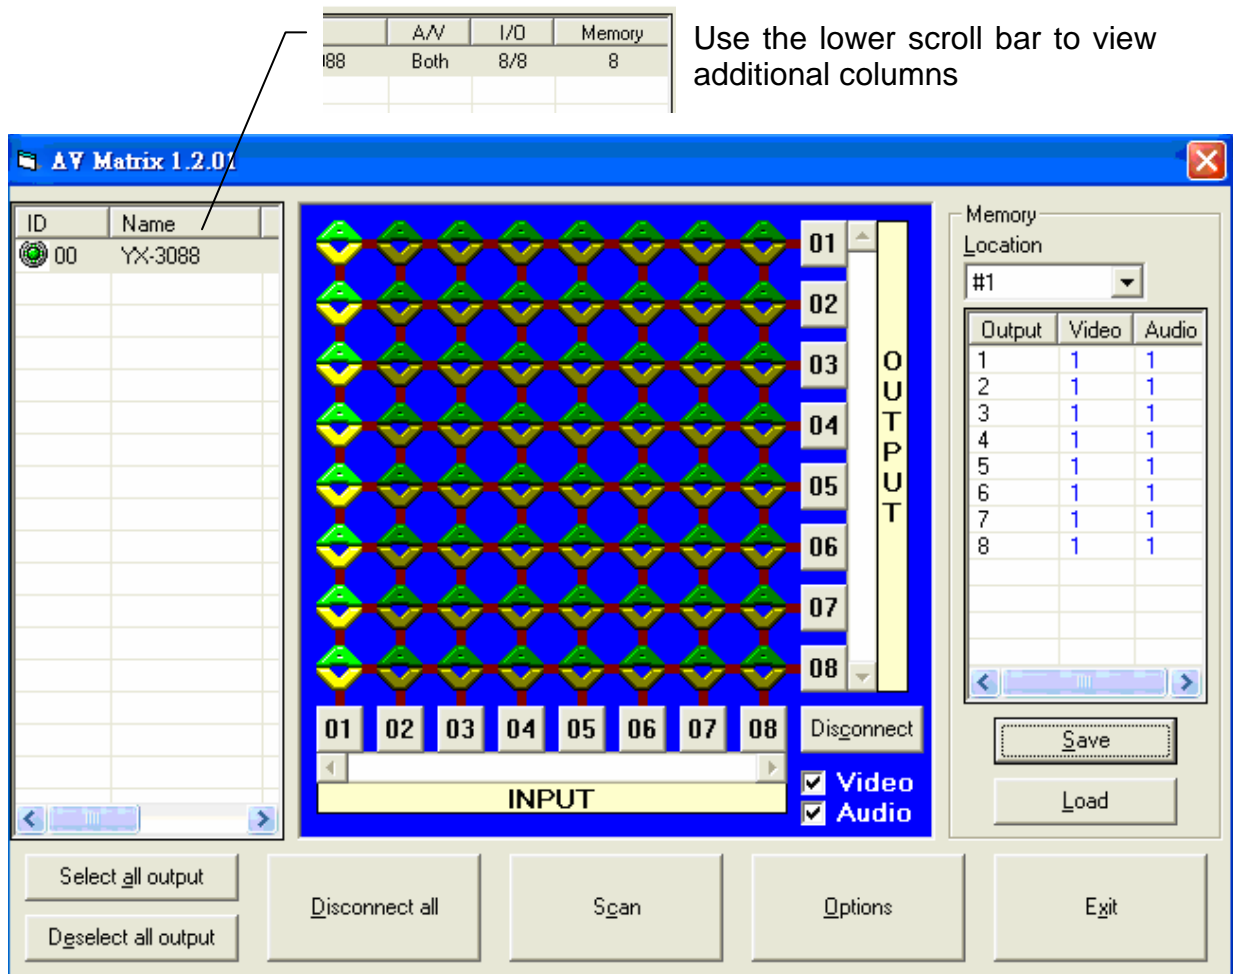 A/V I/O Memory
088 Both 8/8 8
Use the lower scroll bar to view
additional columns
AV Matrix 1.2.01
ID Name
00 YX-3088
01
02
03
04
05
06
07
08
OUTPUT
01 02 03 04 05 06 07 08
Disconnect
INPUT
Video
Audio
Memory
Location
#1
Output Video Audio
1 1 1
2 1 1
3 1 1
4 1 1
5 1 1
6 1 1
7 1 1
8 1 1
Save
Load
Select all output
Deselect all output
Disconnect all
Scan
Options
Exit